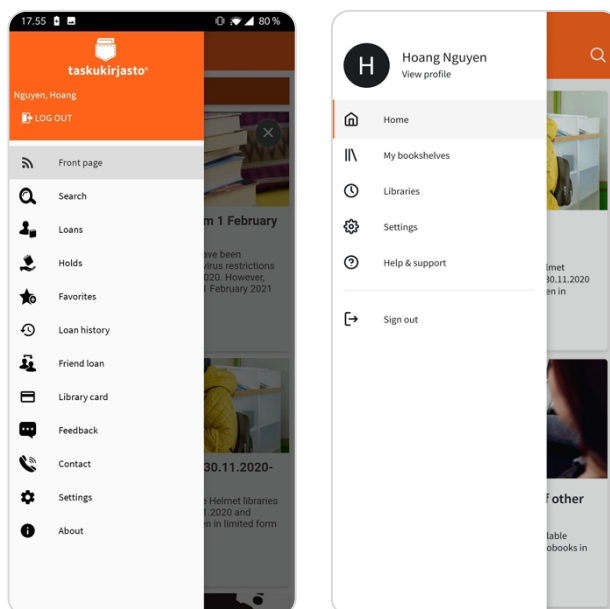 17.55
80 %
taskukirjasto
Nguyen, Hoang
LOG OUT
Front page
Search
Loans
Holds
Favorites
Loan history
Friend loan
Library card
Feedback
Contact
Settings
About
m 1 February
ave been
virus restrictions
020. However,
1 February 2021
30.11.2020-
e Helmet libraries
1.2020 and
en in limited form
H
Hoang Nguyen
View profile
Home
My bookshelves
Libraries
Settings
Help & support
Sign out
lmet
30.11.2020
en in
f other
lable
obooks in